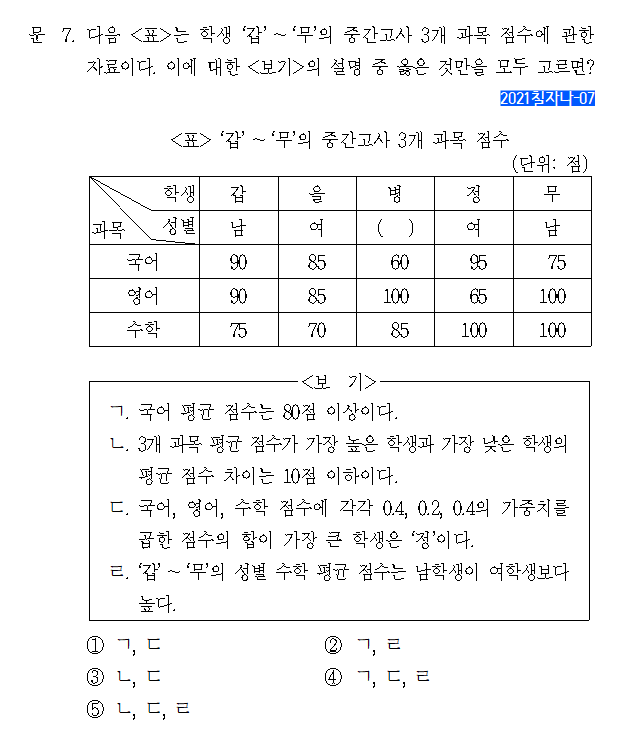 문 7. 다음 <표>는 학생 ‘갑’ ~ ‘무’의 중간고사 3개 과목 점수에 관한
자료이다. 이에 대한 <보기>의 설명 중 옳은 것만을 모두 고르면?
2021칠자나-07
<표> ‘갑’ ~ ‘무’의 중간고사 3개 과목 점수
(단위: 점)
학생 갑 을 병 정 무
과목 성별 남 여 ( ) 여 남
국어 90 85 60 95 75
영어 90 85 100 65 100
수학 75 70 85 100 100
<보 기>
ㄱ. 국어 평균 점수는 80점 이상이다.
ㄴ. 3개 과목 평균 점수가 가장 높은 학생과 가장 낮은 학생의
평균 점수 차이는 10점 이하이다.
ㄷ. 국어, 영어, 수학 점수에 각각 0.4, 0.2, 0.4의 가중치를
곱한 점수의 합이 가장 큰 학생은 ‘정’이다.
ㄹ. ‘갑’ ~ ‘무’의 성별 수학 평균 점수는 남학생이 여학생보다
높다.
① ㄱ, ㄷ ② ㄱ, ㄹ
③ ㄴ, ㄷ ④ ㄱ, ㄷ, ㄹ
⑤ ㄴ, ㄷ, ㄹ